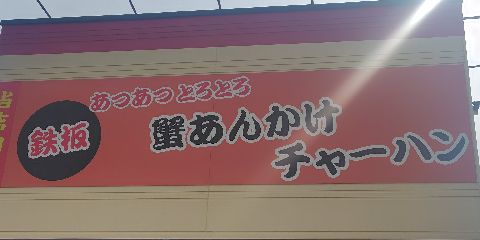 あつあつとろとろ
鉄板
蟹あんかけ
チャーハン